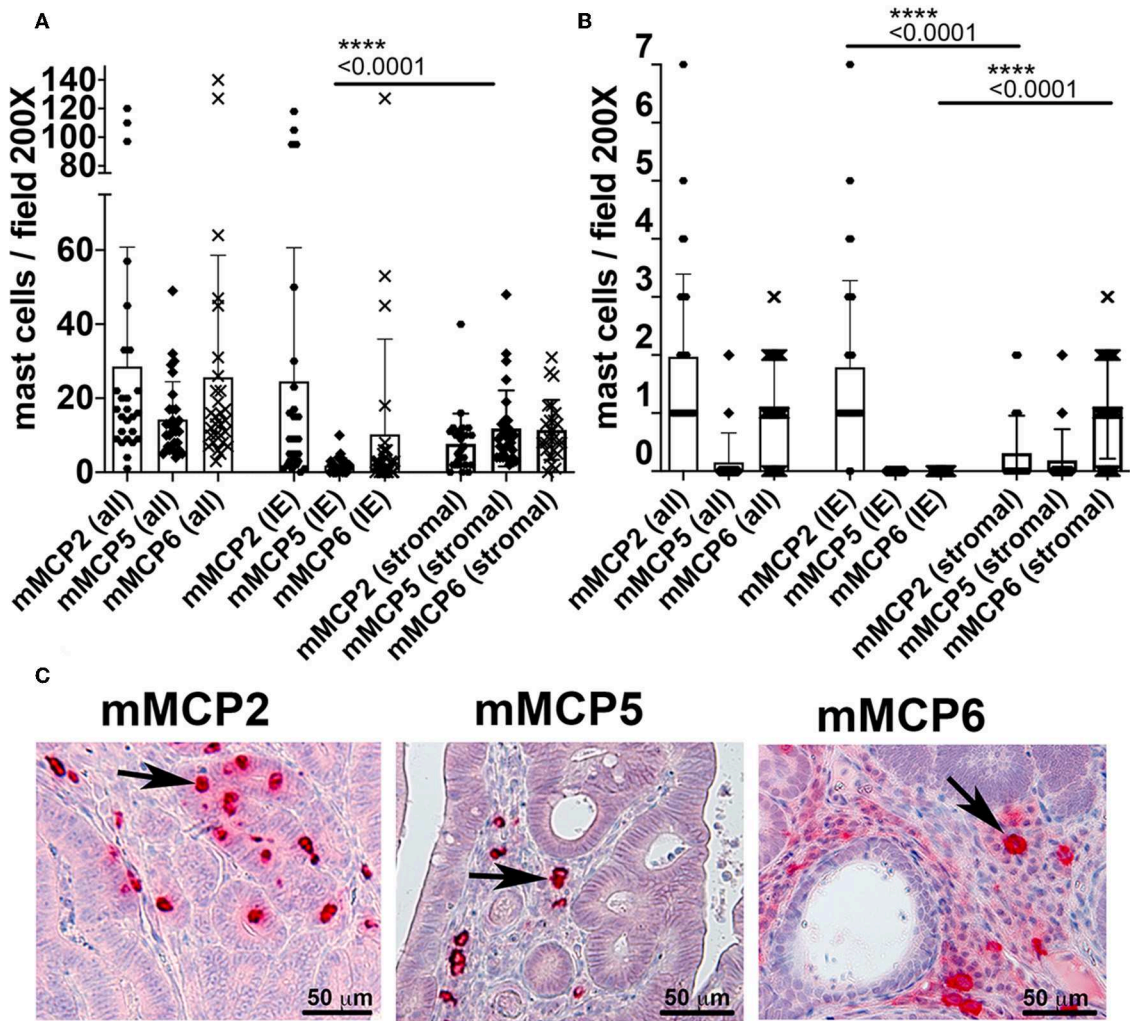 A
mast cells / field 200X
140
120
100
80
60
40
20
0
****
<0.0001
mMCP2 (all)
mMCP5 (all)
mMCP6 (all)
mMCP2 (IE)
mMCP5 (IE)
mMCP6 (IE)
mMCP2 (stromal)
mMCP5 (stromal)
mMCP6 (stromal)
B
mast cells / field 200X
7
6
5
4
3
2
1
0
****
<0.0001
****
<0.0001
mMCP2 (all)
mMCP5 (all)
mMCP6 (all)
mMCP2 (IE)
mMCP5 (IE)
mMCP6 (IE)
mMCP2 (stromal)
mMCP5 (stromal)
mMCP6 (stromal)
C
mMCP2
mMCP5
mMCP6
50 μm
50 μm
50 μm